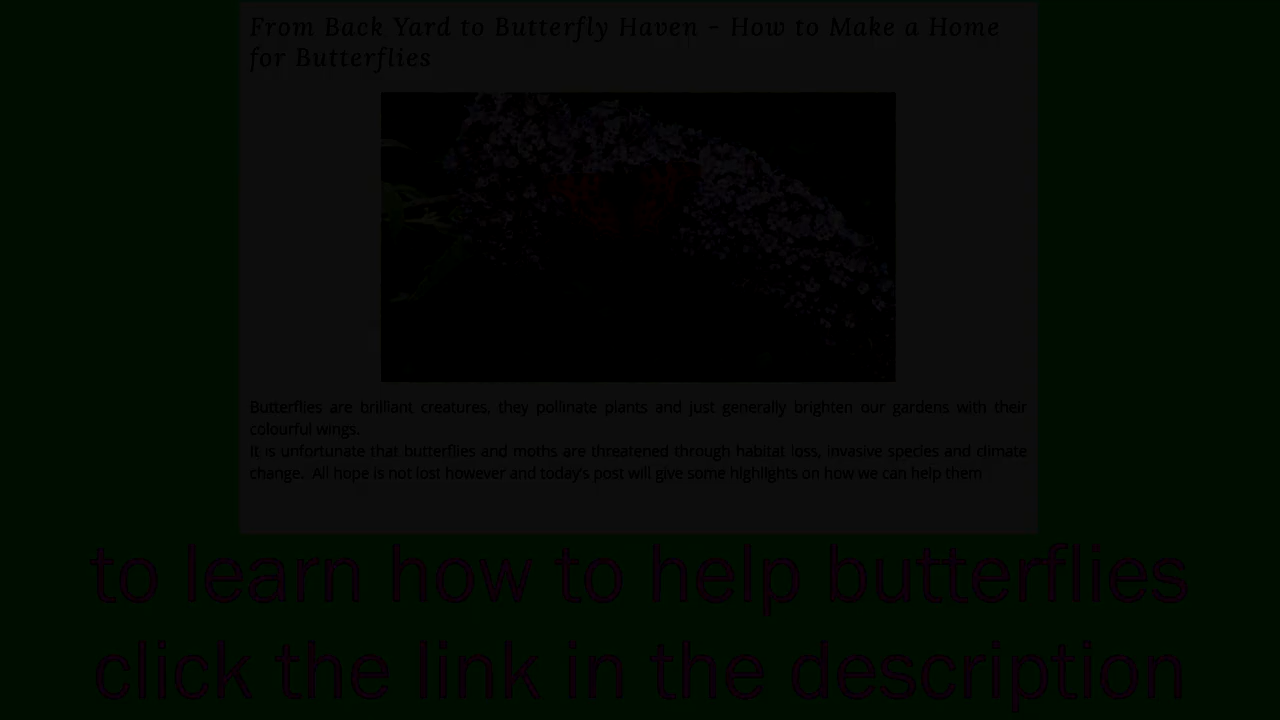 From Back Yard to Butterfly Haven - How to Make a Home
for Butterflies
Butterflies are brilliant creatures, they pollinate plants and just generally brighten our gardens with their
colourful wings.
It is unfortunate that butterflies and moths are threatened through habitat loss, invasive species and climate
change. All hope is not lost however and today's post will give some highlights on how we can help them
to learn how to help butterflies
click the link in the description